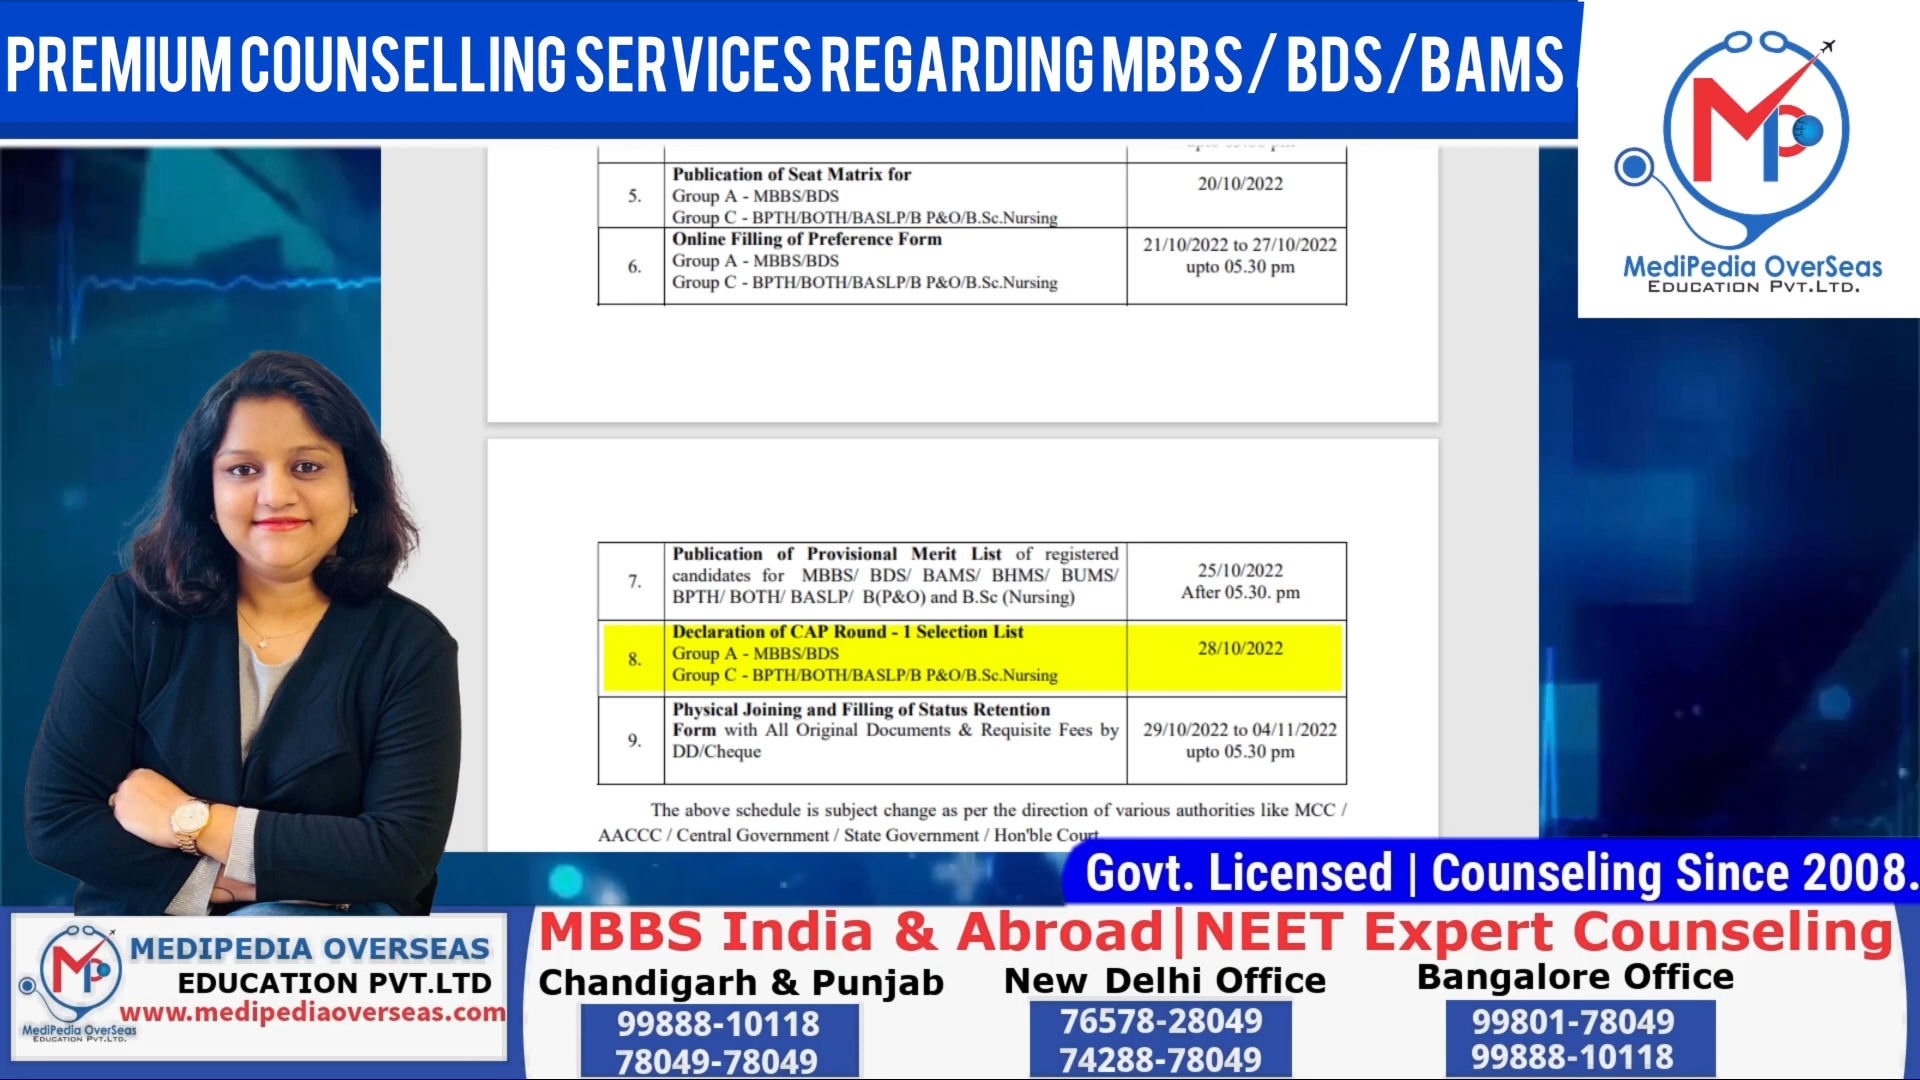 PREMIUM COUNSELLING SERVICES REGARDING MBBS / BDS / BAMS
MP
MediPedia OverSeas
EDUCATION PVT.LTD.
5.
Publication of Seat Matrix for
Group A - MBBS/BDS
Group C - BPTH/BOTH/BASLP/B P&O/B.Sc.Nursing
20/10/2022
6.
Online Filling of Preference Form
Group A - MBBS/BDS
Group C - BPTH/BOTH/BASLP/B P&O/B.Sc.Nursing
21/10/2022 to 27/10/2022
upto 05.30 pm
7.
Publication of Provisional Merit List of registered
candidates for MBBS/ BDS/ BAMS/ BHMS/ BUMS/
BPTH/ BOTH/ BASLP/ B(P&O) and B.Sc (Nursing)
25/10/2022
After 05.30. pm
8.
Declaration of CAP Round - 1 Selection List
Group A - MBBS/BDS
Group C - BPTH/BOTH/BASLP/B P&O/B.Sc.Nursing
28/10/2022
9.
Physical Joining and Filling of Status Retention
Form with All Original Documents & Requisite Fees by
DD/Cheque
29/10/2022 to 04/11/2022
upto 05.30 pm
The above schedule is subject change as per the direction of various authorities like MCC /
AACCC / Central Government / State Government / Hon'ble Court
Govt. Licensed | Counseling Since 2008.
MP
MediPedia OverSeas
EDUCATION PVT.LTD.
MEDIPEDIA OVERSEAS
EDUCATION PVT.LTD
www.medipediaoverseas.com
MBBS India & Abroad|NEET Expert Counseling
Chandigarh & Punjab
99888-10118
78049-78049
New Delhi Office
76578-28049
74288-78049
Bangalore Office
99801-78049
99888-10118